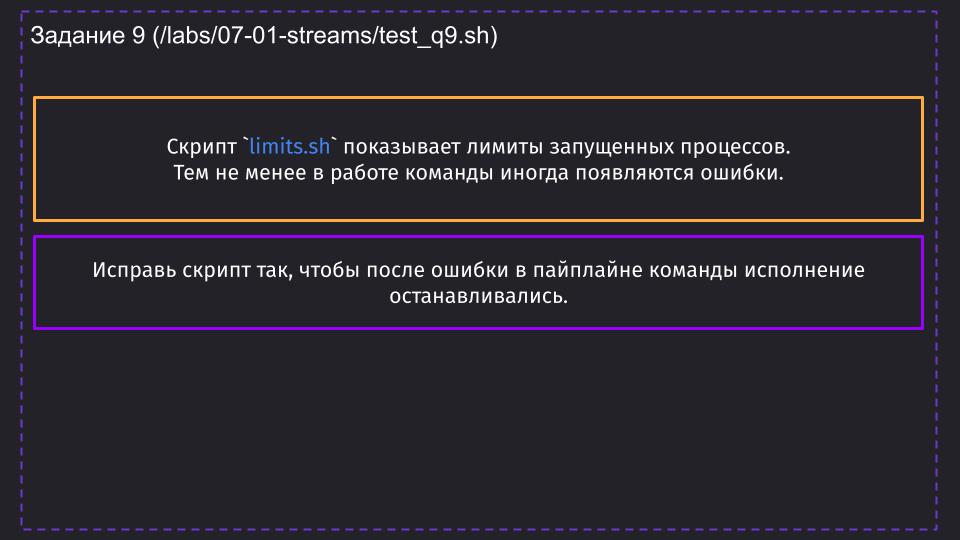 Задание 9 (/labs/07-01-streams/test_q9.sh)
Скрипт `limits.sh` показывает лимиты запущенных процессов.
Тем не менее в работе команды иногда появляются ошибки.
Исправь скрипт так, чтобы после ошибки в пайплайне команды исполнение
останавливались.